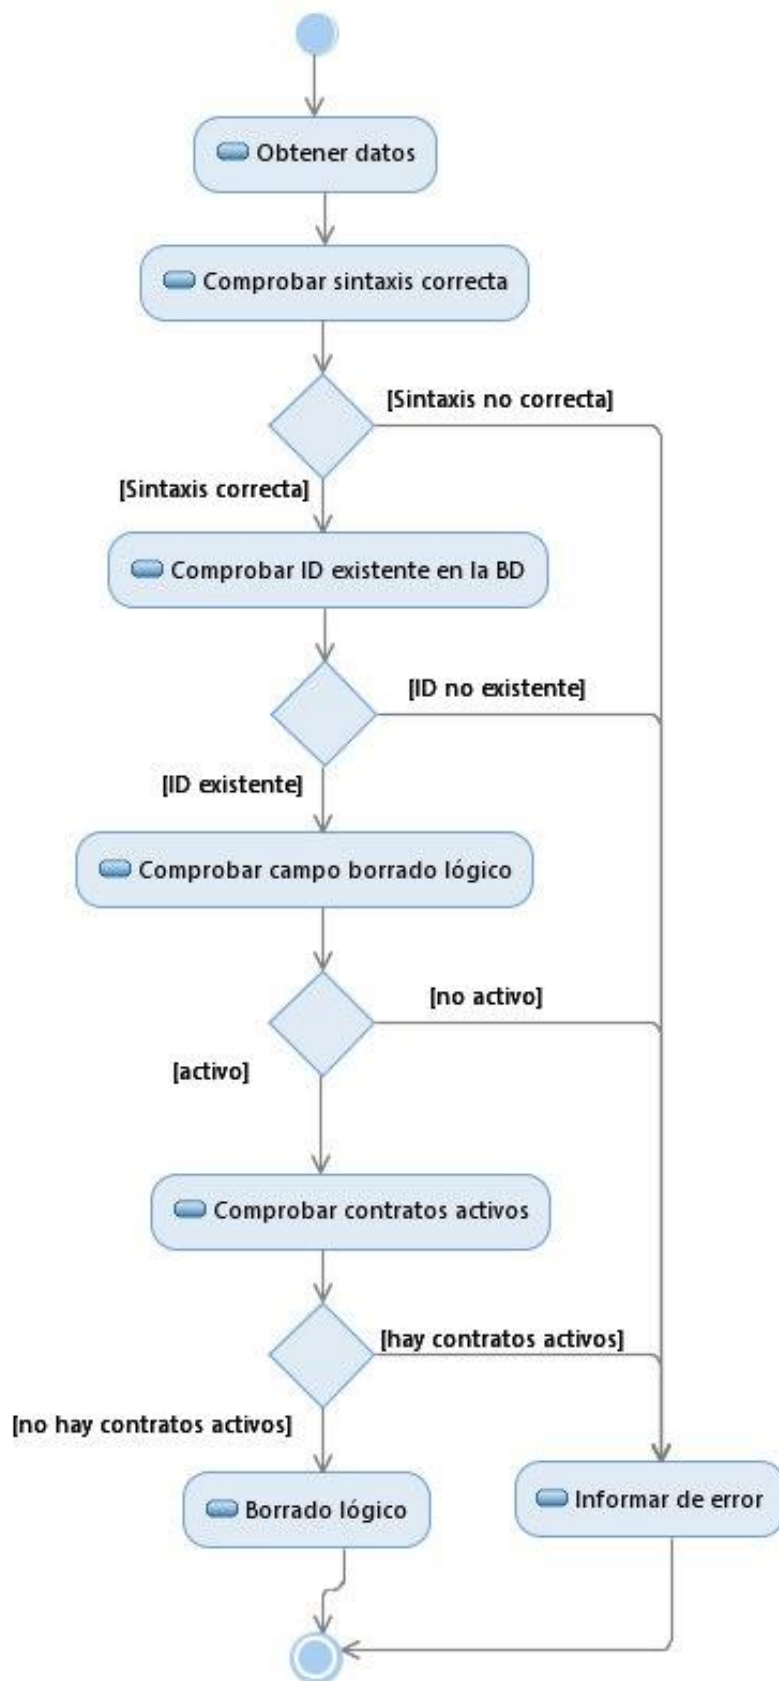 Obtener datos
Comprobar sintaxis correcta
[Sintaxis no correcta]
[Sintaxis correcta]
Comprobar ID existente en la BD
[ID no existente]
[ID existente]
Comprobar campo borrado lógico
[no activo]
[activo]
Comprobar contratos activos
[hay contratos activos]
[no hay contratos activos]
Borrado lógico
Informar de error